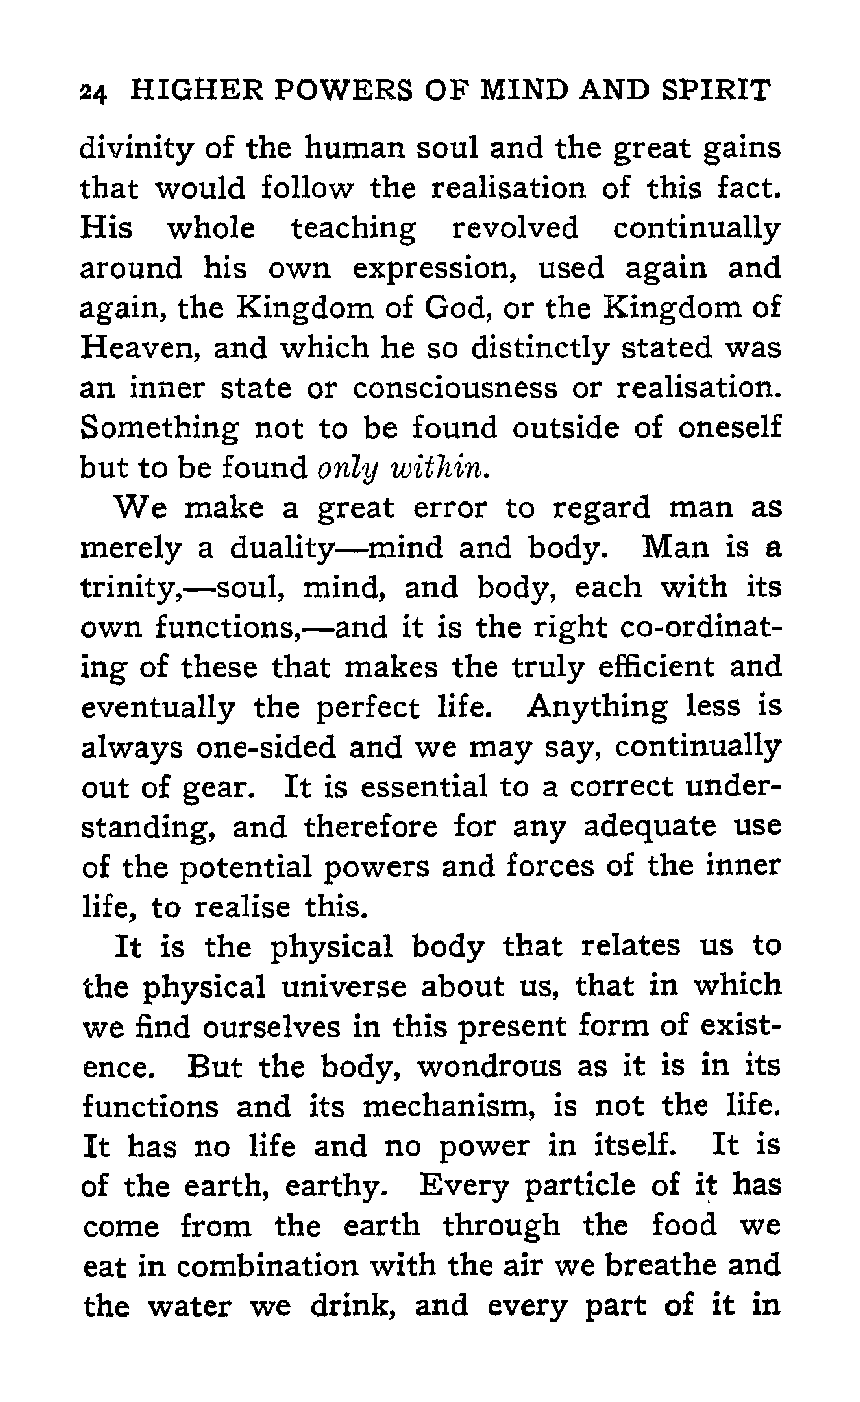 24 HIGHER POWERS OF MIND AND SPIRIT
divinity of the human soul and the great gains
that would follow the realisation of this fact.
His whole teaching revolved continually
around his own expression, used again and
again, the Kingdom of God, or the Kingdom of
Heaven, and which he so distinctly stated was
an inner state or consciousness or realisation.
Something not to be found outside of oneself
but to be found only within.
We make a great error to regard man as
merely a duality—mind and body. Man is a
trinity,—soul, mind, and body, each with its
own functions,—and it is the right co-ordinat-
ing of these that makes the truly efficient and
eventually the perfect life. Anything less is
always one-sided and we may say, continually
out of gear. It is essential to a correct under-
standing, and therefore for any adequate use
of the potential powers and forces of the inner
life, to realise this.
It is the physical body that relates us to
the physical universe about us, that in which
we find ourselves in this present form of exist-
ence. But the body, wondrous as it is in its
functions and its mechanism, is not the life.
It has no life and no power in itself. It is
of the earth, earthy. Every particle of it has
come from the earth through the food we
eat in combination with the air we breathe and
the water we drink, and every part of it in